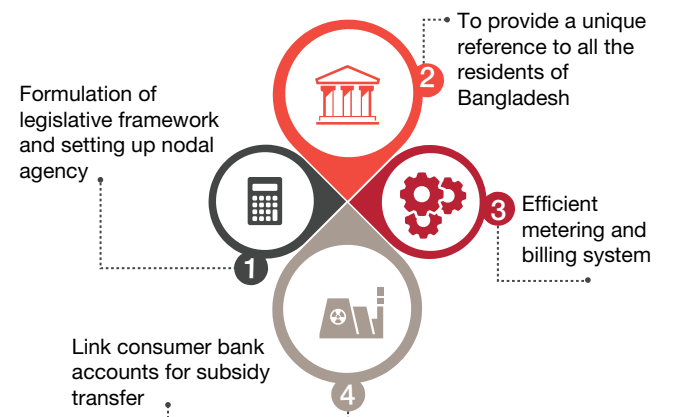 Formulation of
legislative framework
and setting up nodal
agency
1
2
To provide a unique
reference to all the
residents of
Bangladesh
3
Efficient
metering and
billing system
Link consumer bank
accounts for subsidy
transfer
4